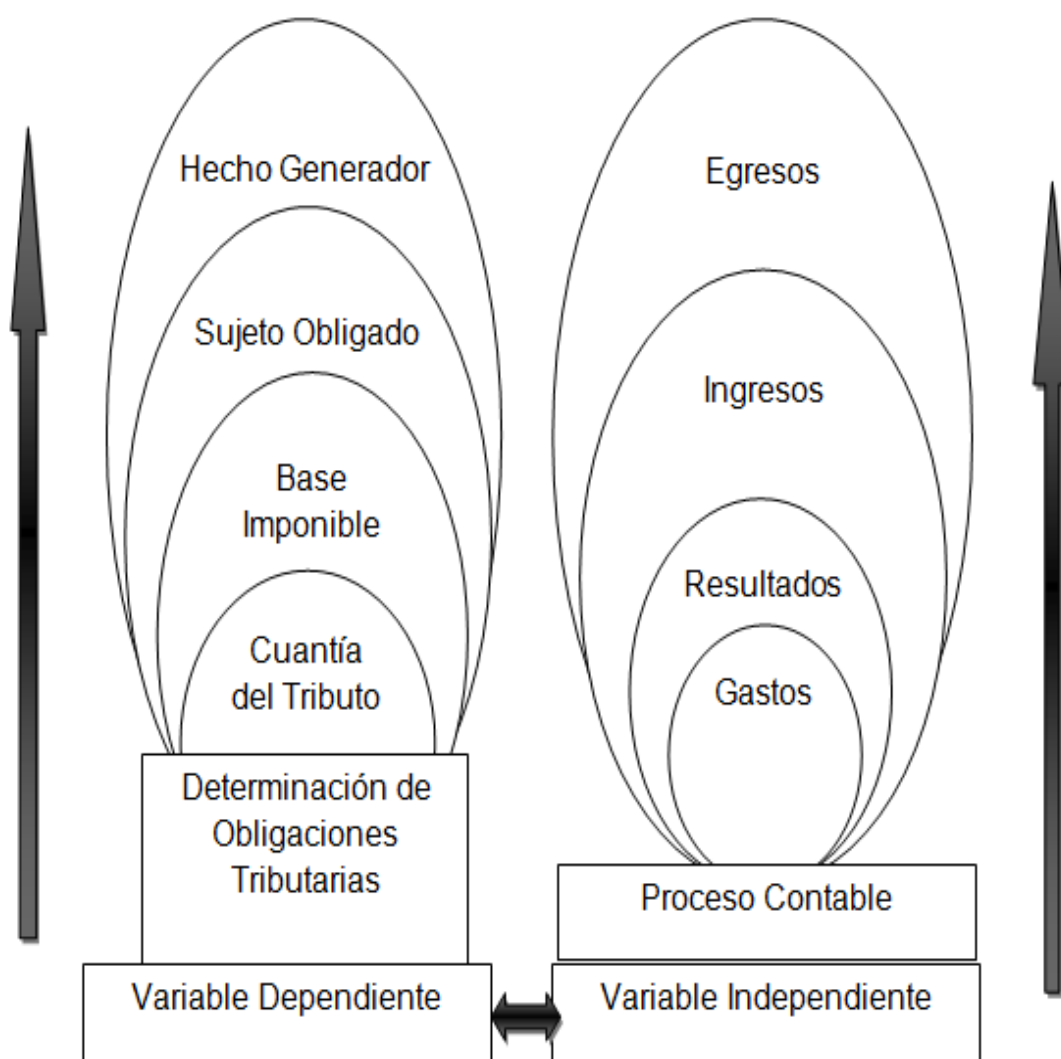 Hecho Generador
Sujeto Obligado
Base
Imponible
Cuantía
del Tributo
Determinación de
Obligaciones
Tributarias
Variable Dependiente
Egresos
Ingresos
Resultados
Gastos
Proceso Contable
Variable Independiente